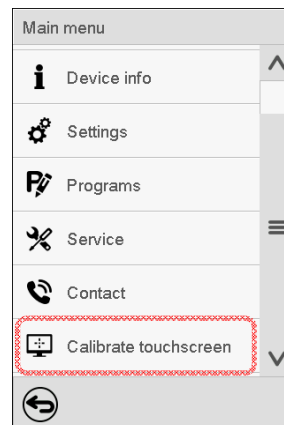 Main menu
Device info
Settings
Programs
Service
Contact
Calibrate touchscreen